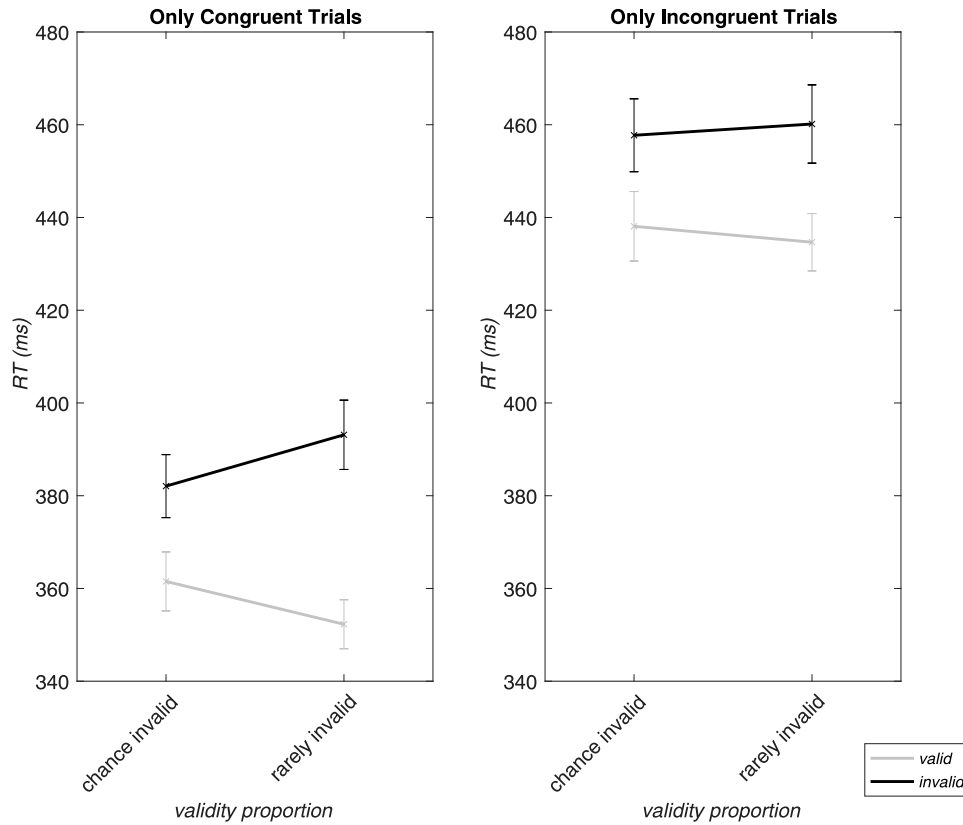 Only Congruent Trials
480
460
440
420
400
380
360
340
RT (ms)
chance invalid
rarely invalid
validity proportion
Only Incongruent Trials
480
460
440
420
400
380
360
340
RT (ms)
chance invalid
rarely invalid
validity proportion
valid
invalid